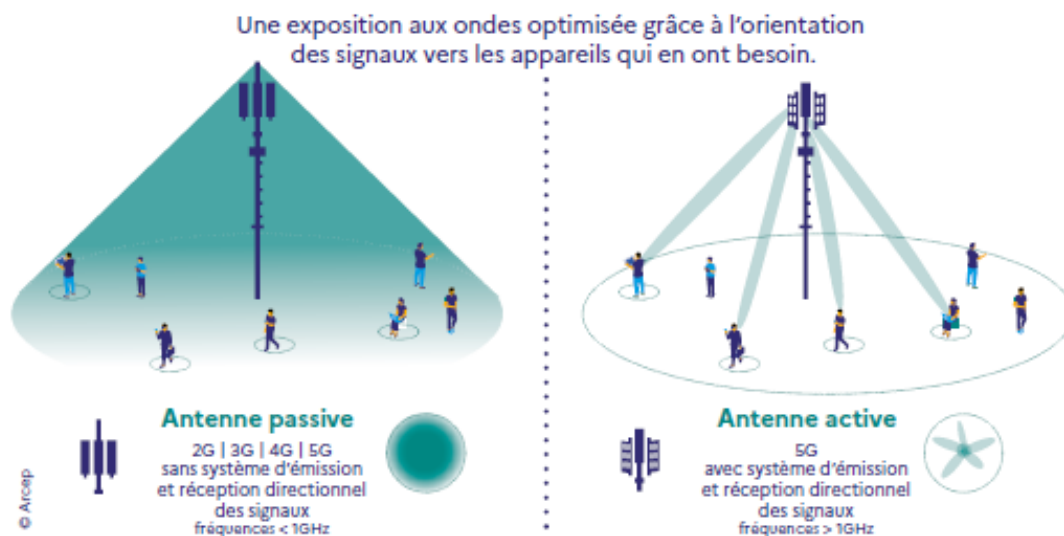 Une exposition aux ondes optimisée grâce à l'orientation
des signaux vers les appareils qui en ont besoin.
Antenne passive
2G | 3G | 4G | 5G
sans système d'émission
et réception directionnel
des signaux
fréquences < 1GHz
Antenne active
5G
avec système d'émission
et réception directionnel
des signaux
fréquences > 1GHz
© Arcep